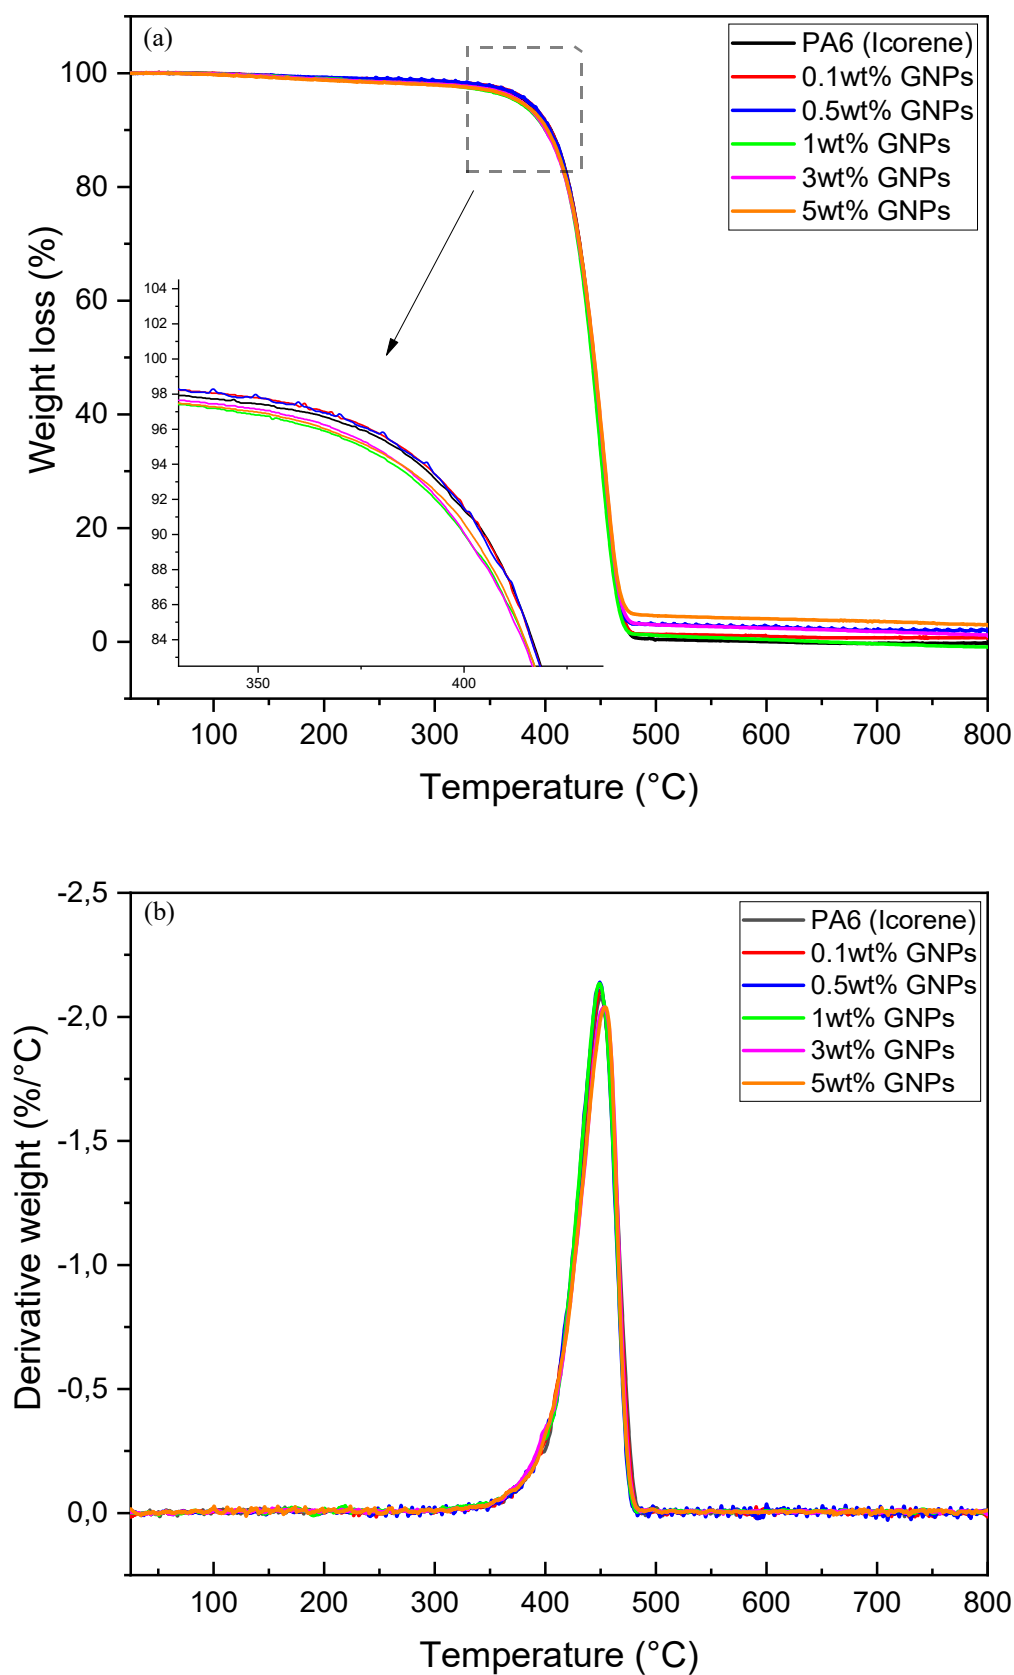 (a)
PA6 (Icorene)
0.1wt% GNPs
0.5wt% GNPs
1wt% GNPs
3wt% GNPs
5wt% GNPs
Weight loss (%)
100
80
60
40
20
0
104
102
100
98
96
94
92
90
88
86
84
350 400
100 200 300 400 500 600 700 800
Temperature (°C)
(b)
PA6 (Icorene)
0.1wt% GNPs
0.5wt% GNPs
1wt% GNPs
3wt% GNPs
5wt% GNPs
Derivative weight (%/°C)
-2,5
-2,0
-1,5
-1,0
-0,5
0,0
100 200 300 400 500 600 700 800
Temperature (°C)